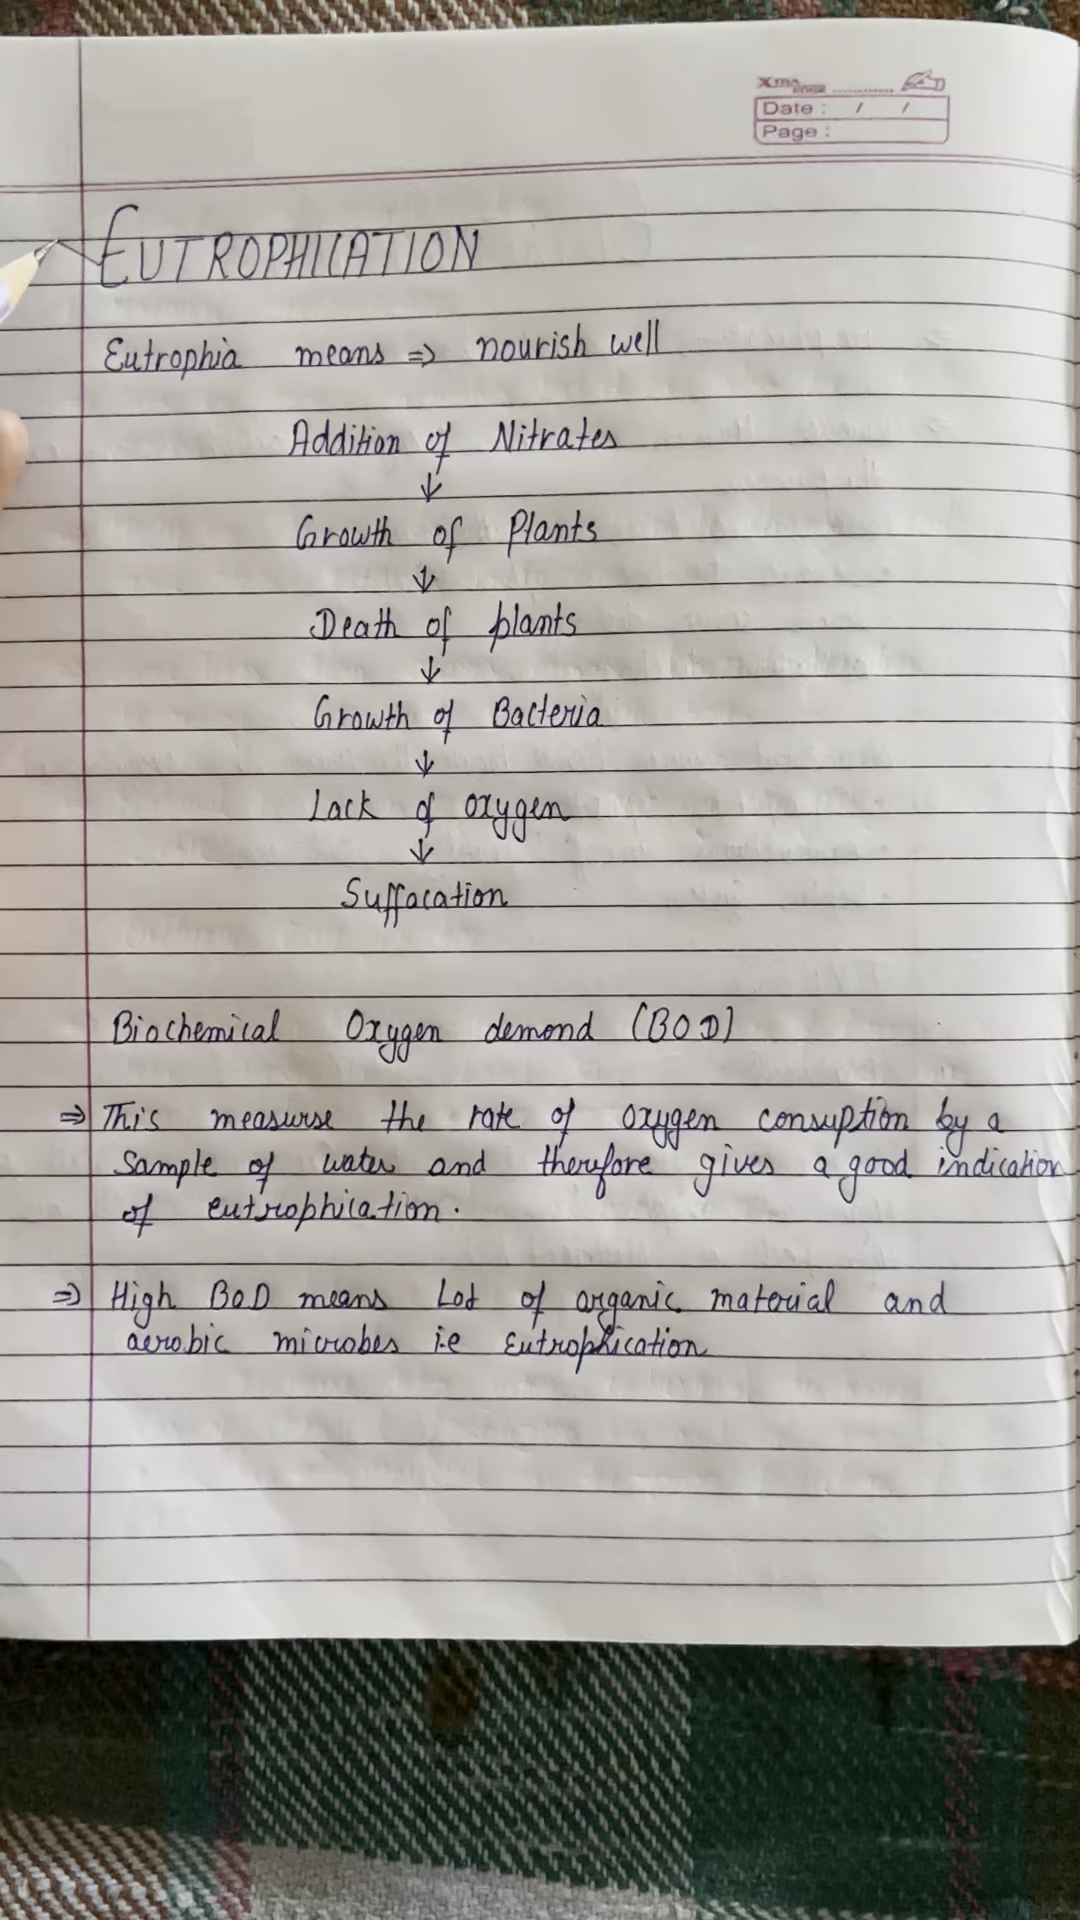 Date : / /
Page :
EUTROPHICATION
Eutrophia means => nourish well
Addition of Nitrates
↓
Growth of Plants
↓
Death of plants
↓
Growth of Bacteria
↓
Lack of oxygen
↓
Suffacation
Biochemical Oxygen demond (BOD)
=> This measurse the rate of oxygen consuption by a
sample of water and therefore gives a good indication
of eutrophication.
=> High BOD means Lot of organic material and
aerobic microbes i.e Eutrophication